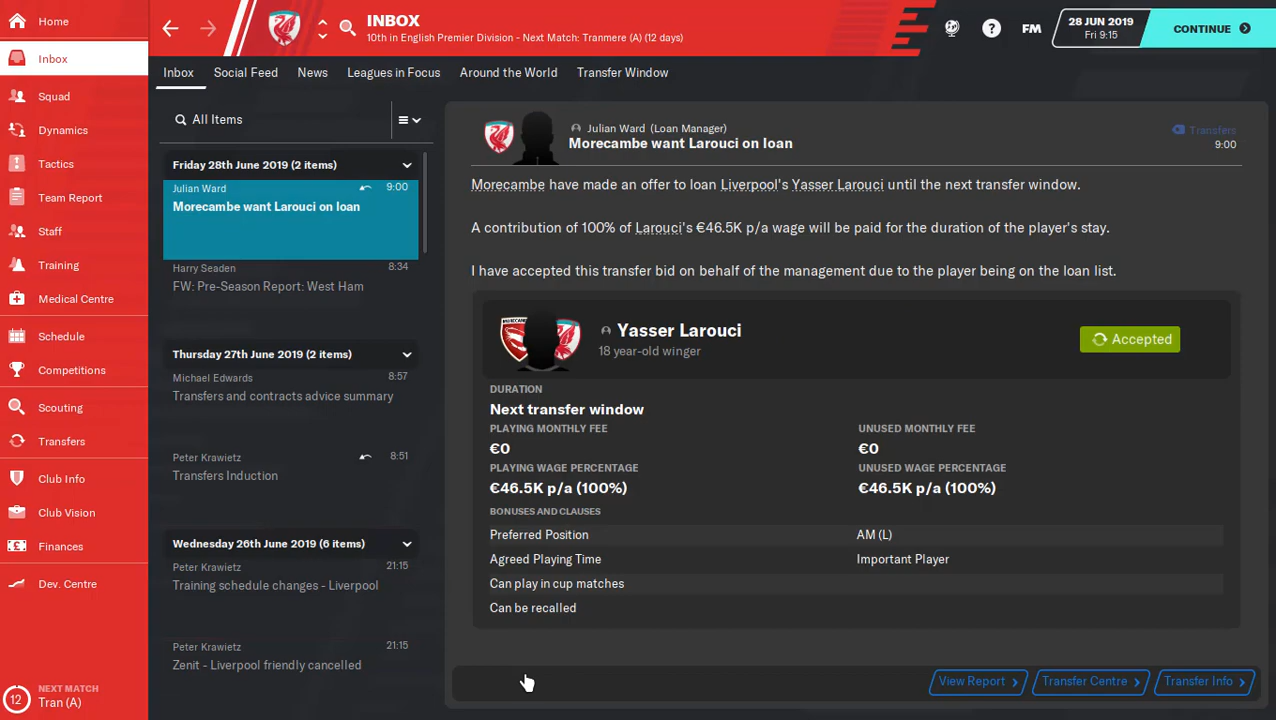 Home
Inbox
Squad
Dynamics
Tactics
Team Report
Staff
Training
Medical Centre
Schedule
Competitions
Scouting
Transfers
Club Info
Club Vision
Finances
Dev. Centre
12
NEXT MATCH
Tran (A)
INBOX
10th in English Premier Division - Next Match: Tranmere (A) (12 days)
?
FM
28 JUN 2019
Fri 9:15
CONTINUE
Inbox
Social Feed
News
Leagues in Focus
Around the World
Transfer Window
All Items
Friday 28th June 2019 (2 items)
Julian Ward
9:00
Morecambe want Larouci on loan
Harry Seaden
8:34
FW: Pre-Season Report: West Ham
Thursday 27th June 2019 (2 items)
Michael Edwards
8:57
Transfers and contracts advice summary
Peter Krawietz
8:51
Transfers Induction
Wednesday 26th June 2019 (6 items)
Peter Krawietz
21:15
Training schedule changes - Liverpool
Peter Krawietz
21:15
Zenit - Liverpool friendly cancelled
Julian Ward (Loan Manager)
Morecambe want Larouci on loan
Transfers
9:00
Morecambe have made an offer to loan Liverpool's Yasser Larouci until the next transfer window.
A contribution of 100% of Larouci's €46.5K p/a wage will be paid for the duration of the player's stay.
I have accepted this transfer bid on behalf of the management due to the player being on the loan list.
Yasser Larouci
18 year-old winger
Accepted
DURATION
Next transfer window
PLAYING MONTHLY FEE
UNUSED MONTHLY FEE
€0
€0
PLAYING WAGE PERCENTAGE
UNUSED WAGE PERCENTAGE
€46.5K p/a (100%)
€46.5K p/a (100%)
BONUSES AND CLAUSES
Preferred Position
AM (L)
Agreed Playing Time
Important Player
Can play in cup matches
Can be recalled
View Report
Transfer Centre
Transfer Info